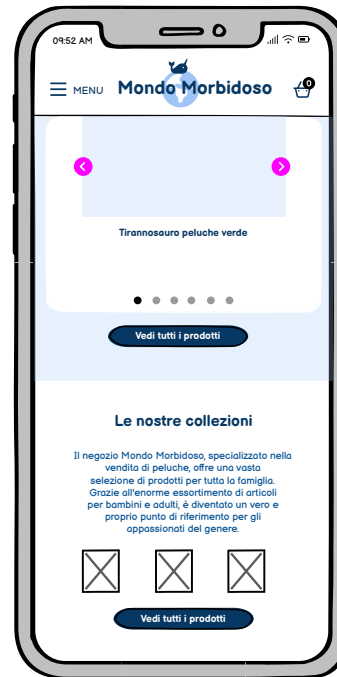 09:52 AM
MENU
Mondo Morbidoso
0
Tirannosauro peluche verde
Vedi tutti i prodotti
Le nostre collezioni
Il negozio Mondo Morbidoso, specializzato nella
vendita di peluche, offre una vasta
selezione di prodotti per tutta la famiglia.
Grazie all'enorme essortimento di articoli
per bambini e adulti, è diventato un vero e
proprio punto di riferimento per gli
appassionati del genere.
Vedi tutti i prodotti